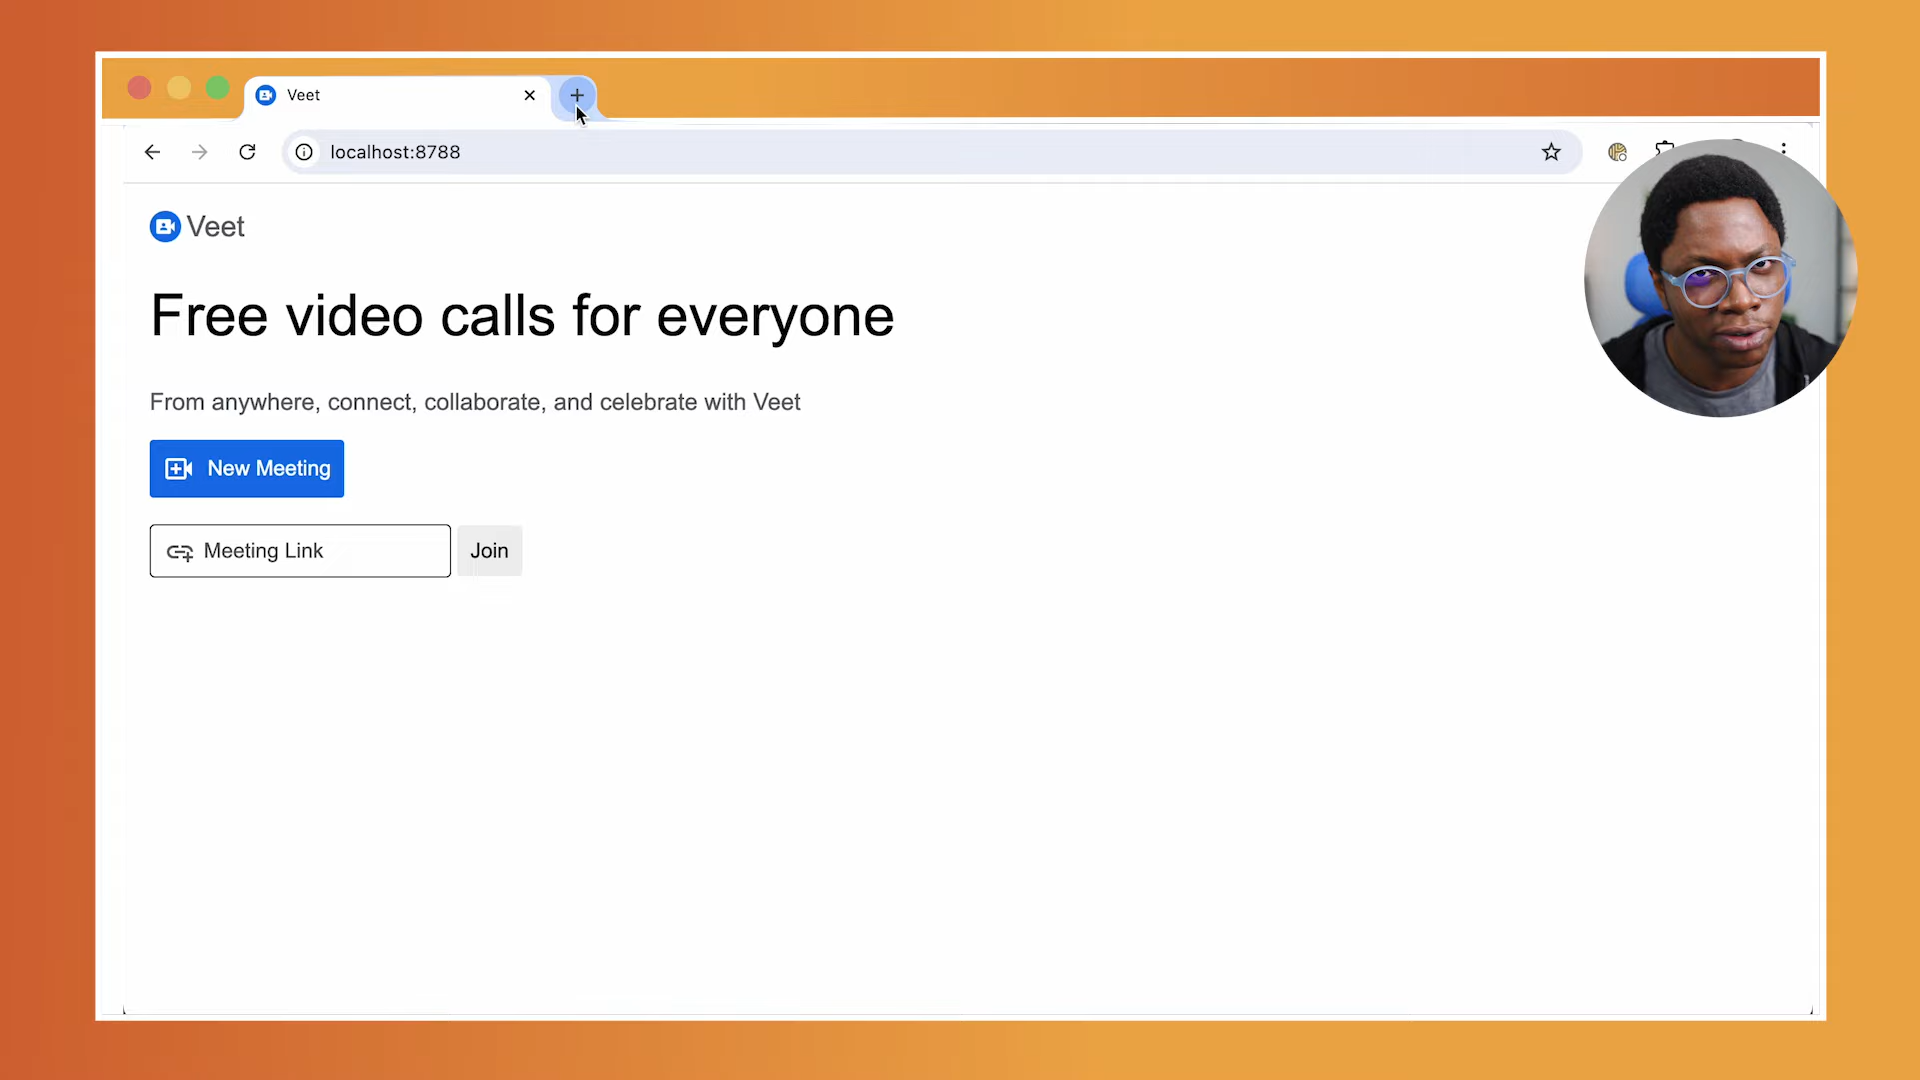 Veet
localhost:8788
Veet
Free video calls for everyone
From anywhere, connect, collaborate, and celebrate with Veet
New Meeting
Meeting Link
Join